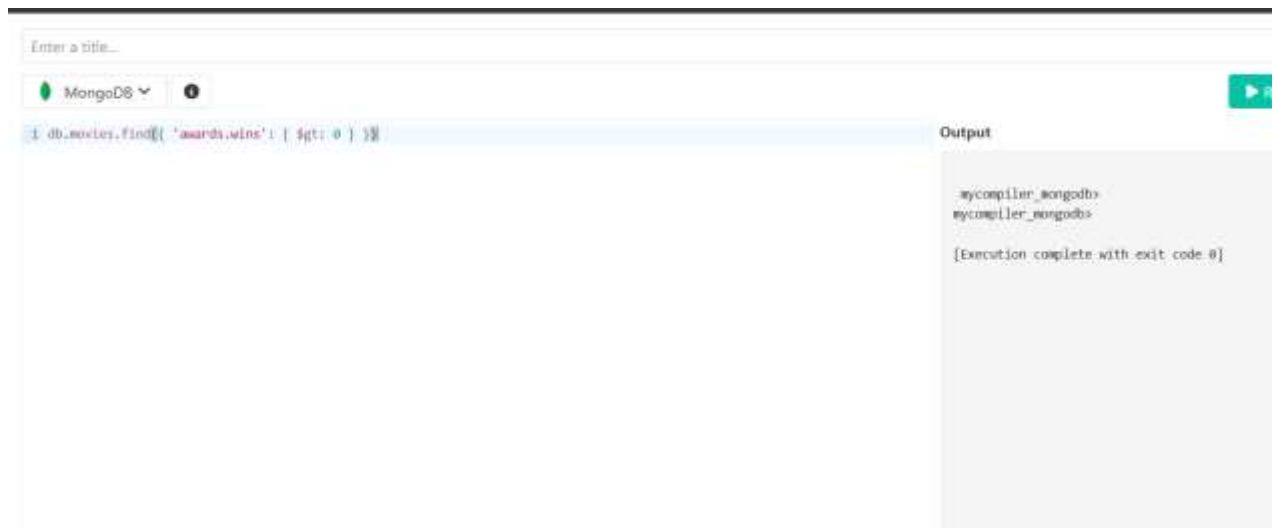 Enter a title...
MongoDB
R
1 db.movies.find({ 'awards.wins': { $gt: 0 } })
Output
mycompiler_mongodb>
mycompiler_mongodb>
[Execution complete with exit code 0]